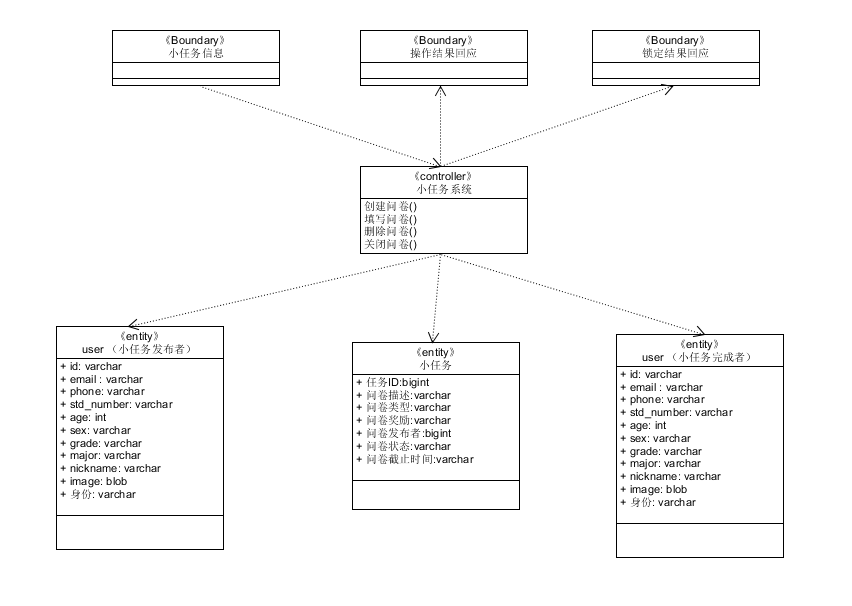 《Boundary》
小任务信息
《Boundary》
操作结果回应
《Boundary》
锁定结果回应
《controller》
小任务系统
创建问卷()
填写问卷()
删除问卷()
关闭问卷()
《entity》
user （小任务发布者）
+ id: varchar
+ email : varchar
+ phone: varchar
+ std_number: varchar
+ age: int
+ sex: varchar
+ grade: varchar
+ major: varchar
+ nickname: varchar
+ image: blob
+ 身份: varchar
《entity》
小任务
+ 任务ID:bigint
+ 问卷描述:varchar
+ 问卷类型:varchar
+ 问卷奖励:varchar
+ 问卷发布者:bigint
+ 问卷状态:varchar
+ 问卷截止时间:varchar
《entity》
user （小任务完成者）
+ id: varchar
+ email : varchar
+ phone: varchar
+ std_number: varchar
+ age: int
+ sex: varchar
+ grade: varchar
+ major: varchar
+ nickname: varchar
+ image: blob
+ 身份: varchar